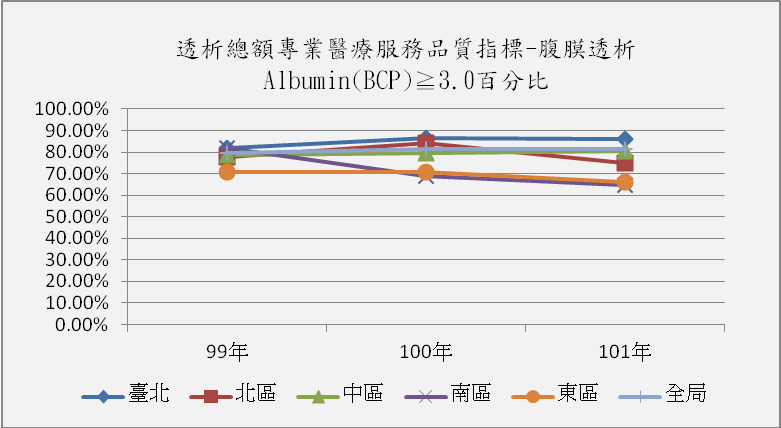 透析總額專業醫療服務品質指標-腹膜透析
Albumin(BCP)≧3.0百分比
100.00%
90.00%
80.00%
70.00%
60.00%
50.00%
40.00%
30.00%
20.00%
10.00%
0.00%
99年 100年 101年
臺北 北區 中區 南區 東區 全局